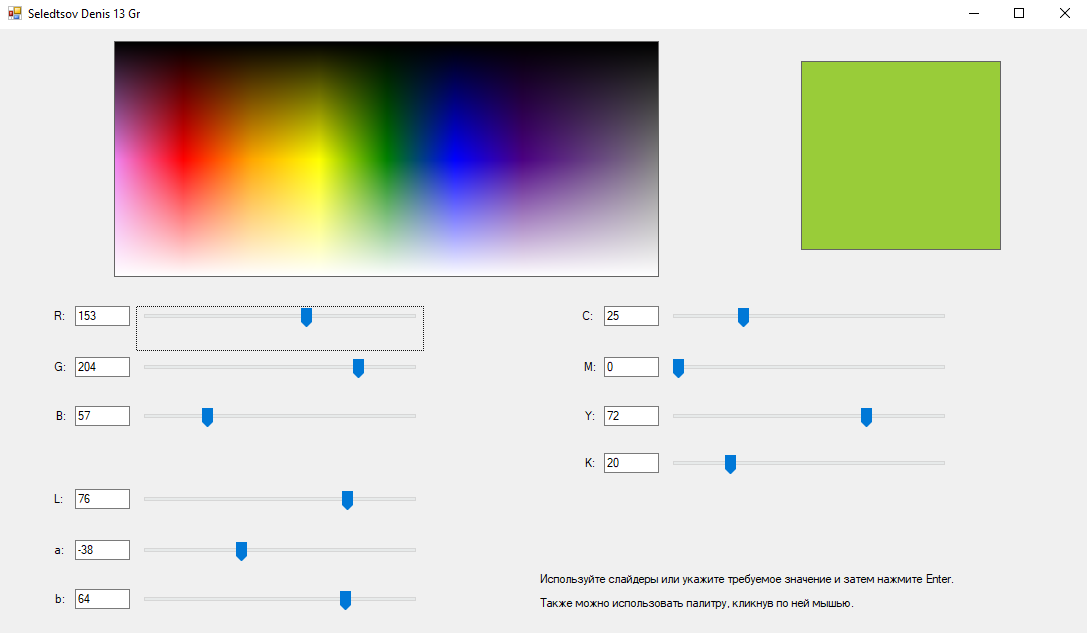 Seledtsov Denis 13 Gr
R: 153
G: 204
B: 57
L: 76
a: -38
b: 64
C: 25
M: 0
Y: 72
K: 20
Используйте слайдеры или укажите требуемое значение и затем нажмите Enter.
Также можно использовать палитру, кликнув по ней мышью.